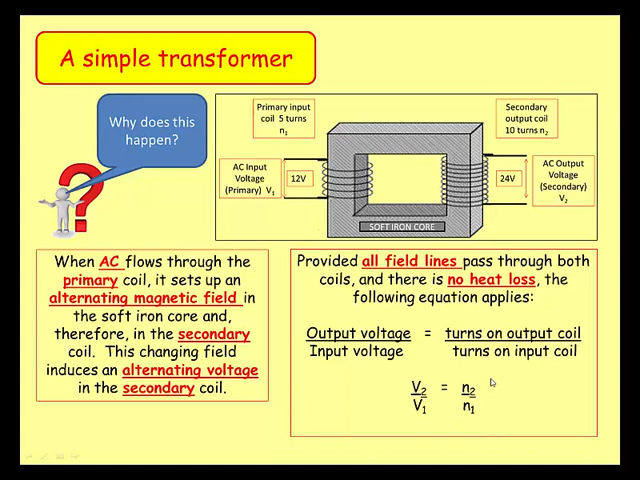 A simple transformer
Why does this
happen?
Primary input
coil 5 turns
n1
Secondary
output coil
10 turns n2
AC Input
Voltage
(Primary) V1
12V
24V
AC Output
Voltage
(Secondary)
V2
SOFT IRON CORE
When AC flows through the
primary coil, it sets up an
alternating magnetic field in
the soft iron core and,
therefore, in the secondary
coil. This changing field
induces an alternating voltage
in the secondary coil.
Provided all field lines pass through both
coils, and there is no heat loss, the
following equation applies:
Output voltage = turns on output coil
Input voltage turns on input coil
V2 = n2
V1 n1